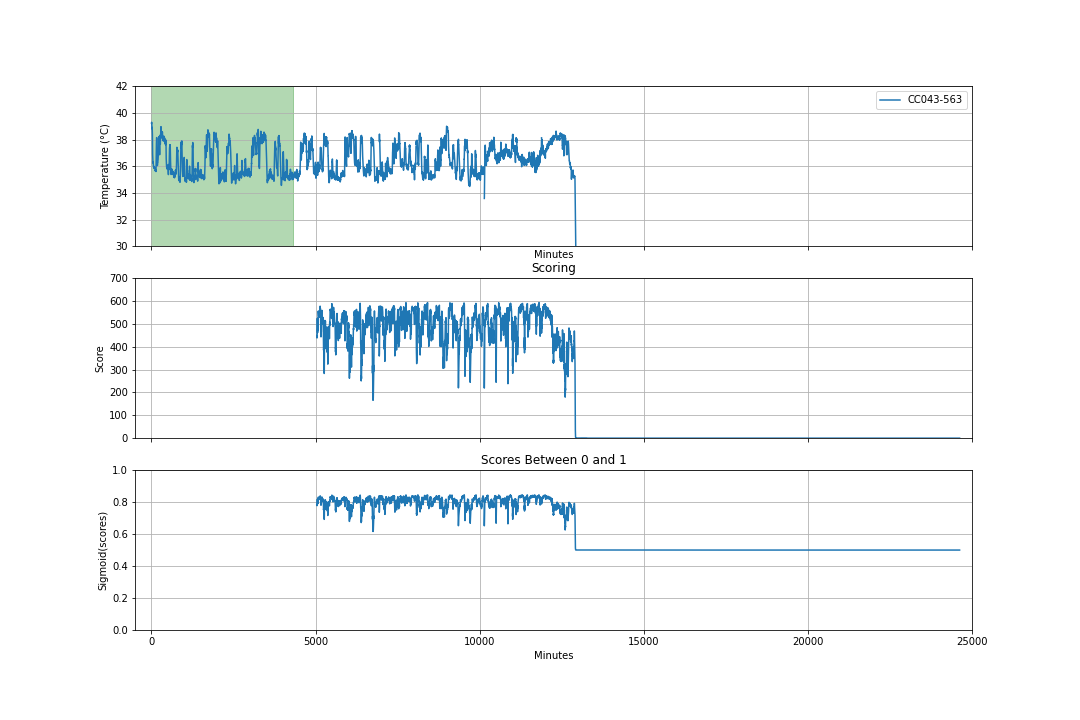 42
40
38
36
34
32
30
Temperature (°C)
CC043-563
Minutes
Scoring
700
600
500
400
300
200
100
0
Score
Scores Between 0 and 1
1.0
0.8
0.6
0.4
0.2
0.0
Sigmoid(scores)
0 5000 10000 15000 20000 25000
Minutes